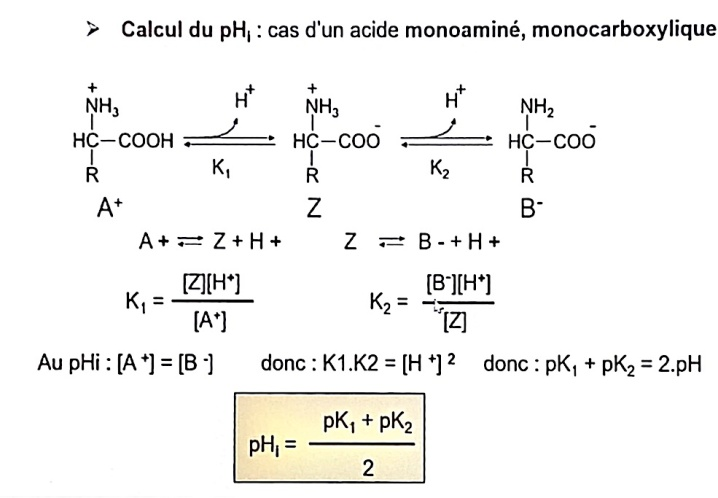 ➢ Calcul du pHᵢ : cas d'un acide monoaminé, monocarboxylique
+ H⁺ + H⁺
NH₃ NH₃ NH₂
HC–COOH HC–COO⁻ HC–COO⁻
K₁ K₂
R R R
A⁺ Z B⁻
A + ⇌ Z + H + Z ⇌ B - + H +
K₁ = [Z][H⁺] / [A⁺] K₂ = [B⁻][H⁺] / [Z]
Au pHi : [A ⁺] = [B ⁻] donc : K1.K2 = [H ⁺] ² donc : pK₁ + pK₂ = 2.pH
pHᵢ = pK₁ + pK₂ / 2